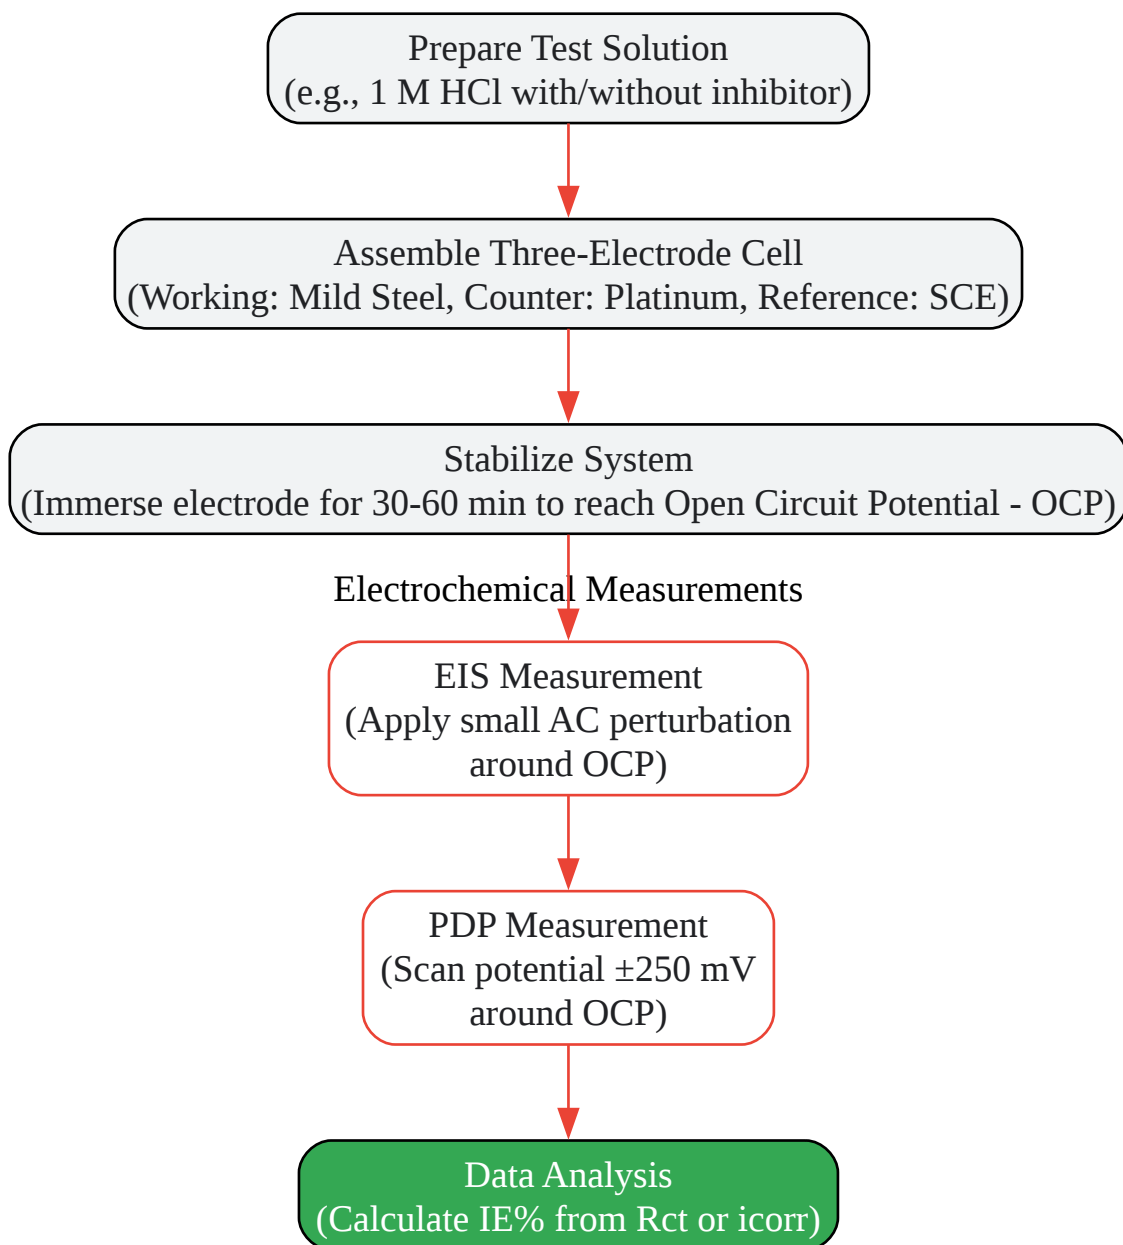 Prepare Test Solution
(e.g., 1 M HCl with/without inhibitor)
Assemble Three-Electrode Cell
(Working: Mild Steel, Counter: Platinum, Reference: SCE)
Stabilize System
(Immerse electrode for 30-60 min to reach Open Circuit Potential - OCP)
Electrochemical Measurements
EIS Measurement
(Apply small AC perturbation
around OCP)
PDP Measurement
(Scan potential ±250 mV
around OCP)
Data Analysis
(Calculate IE% from Rct or icorr)